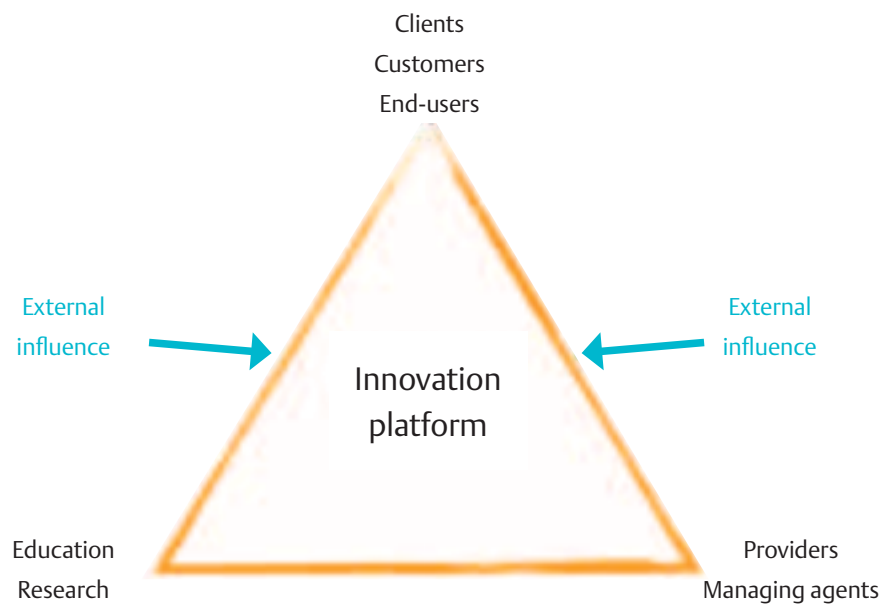 Clients
Customers
End-users
External
influence
External
influence
Innovation
platform
Education
Research
Providers
Managing agents